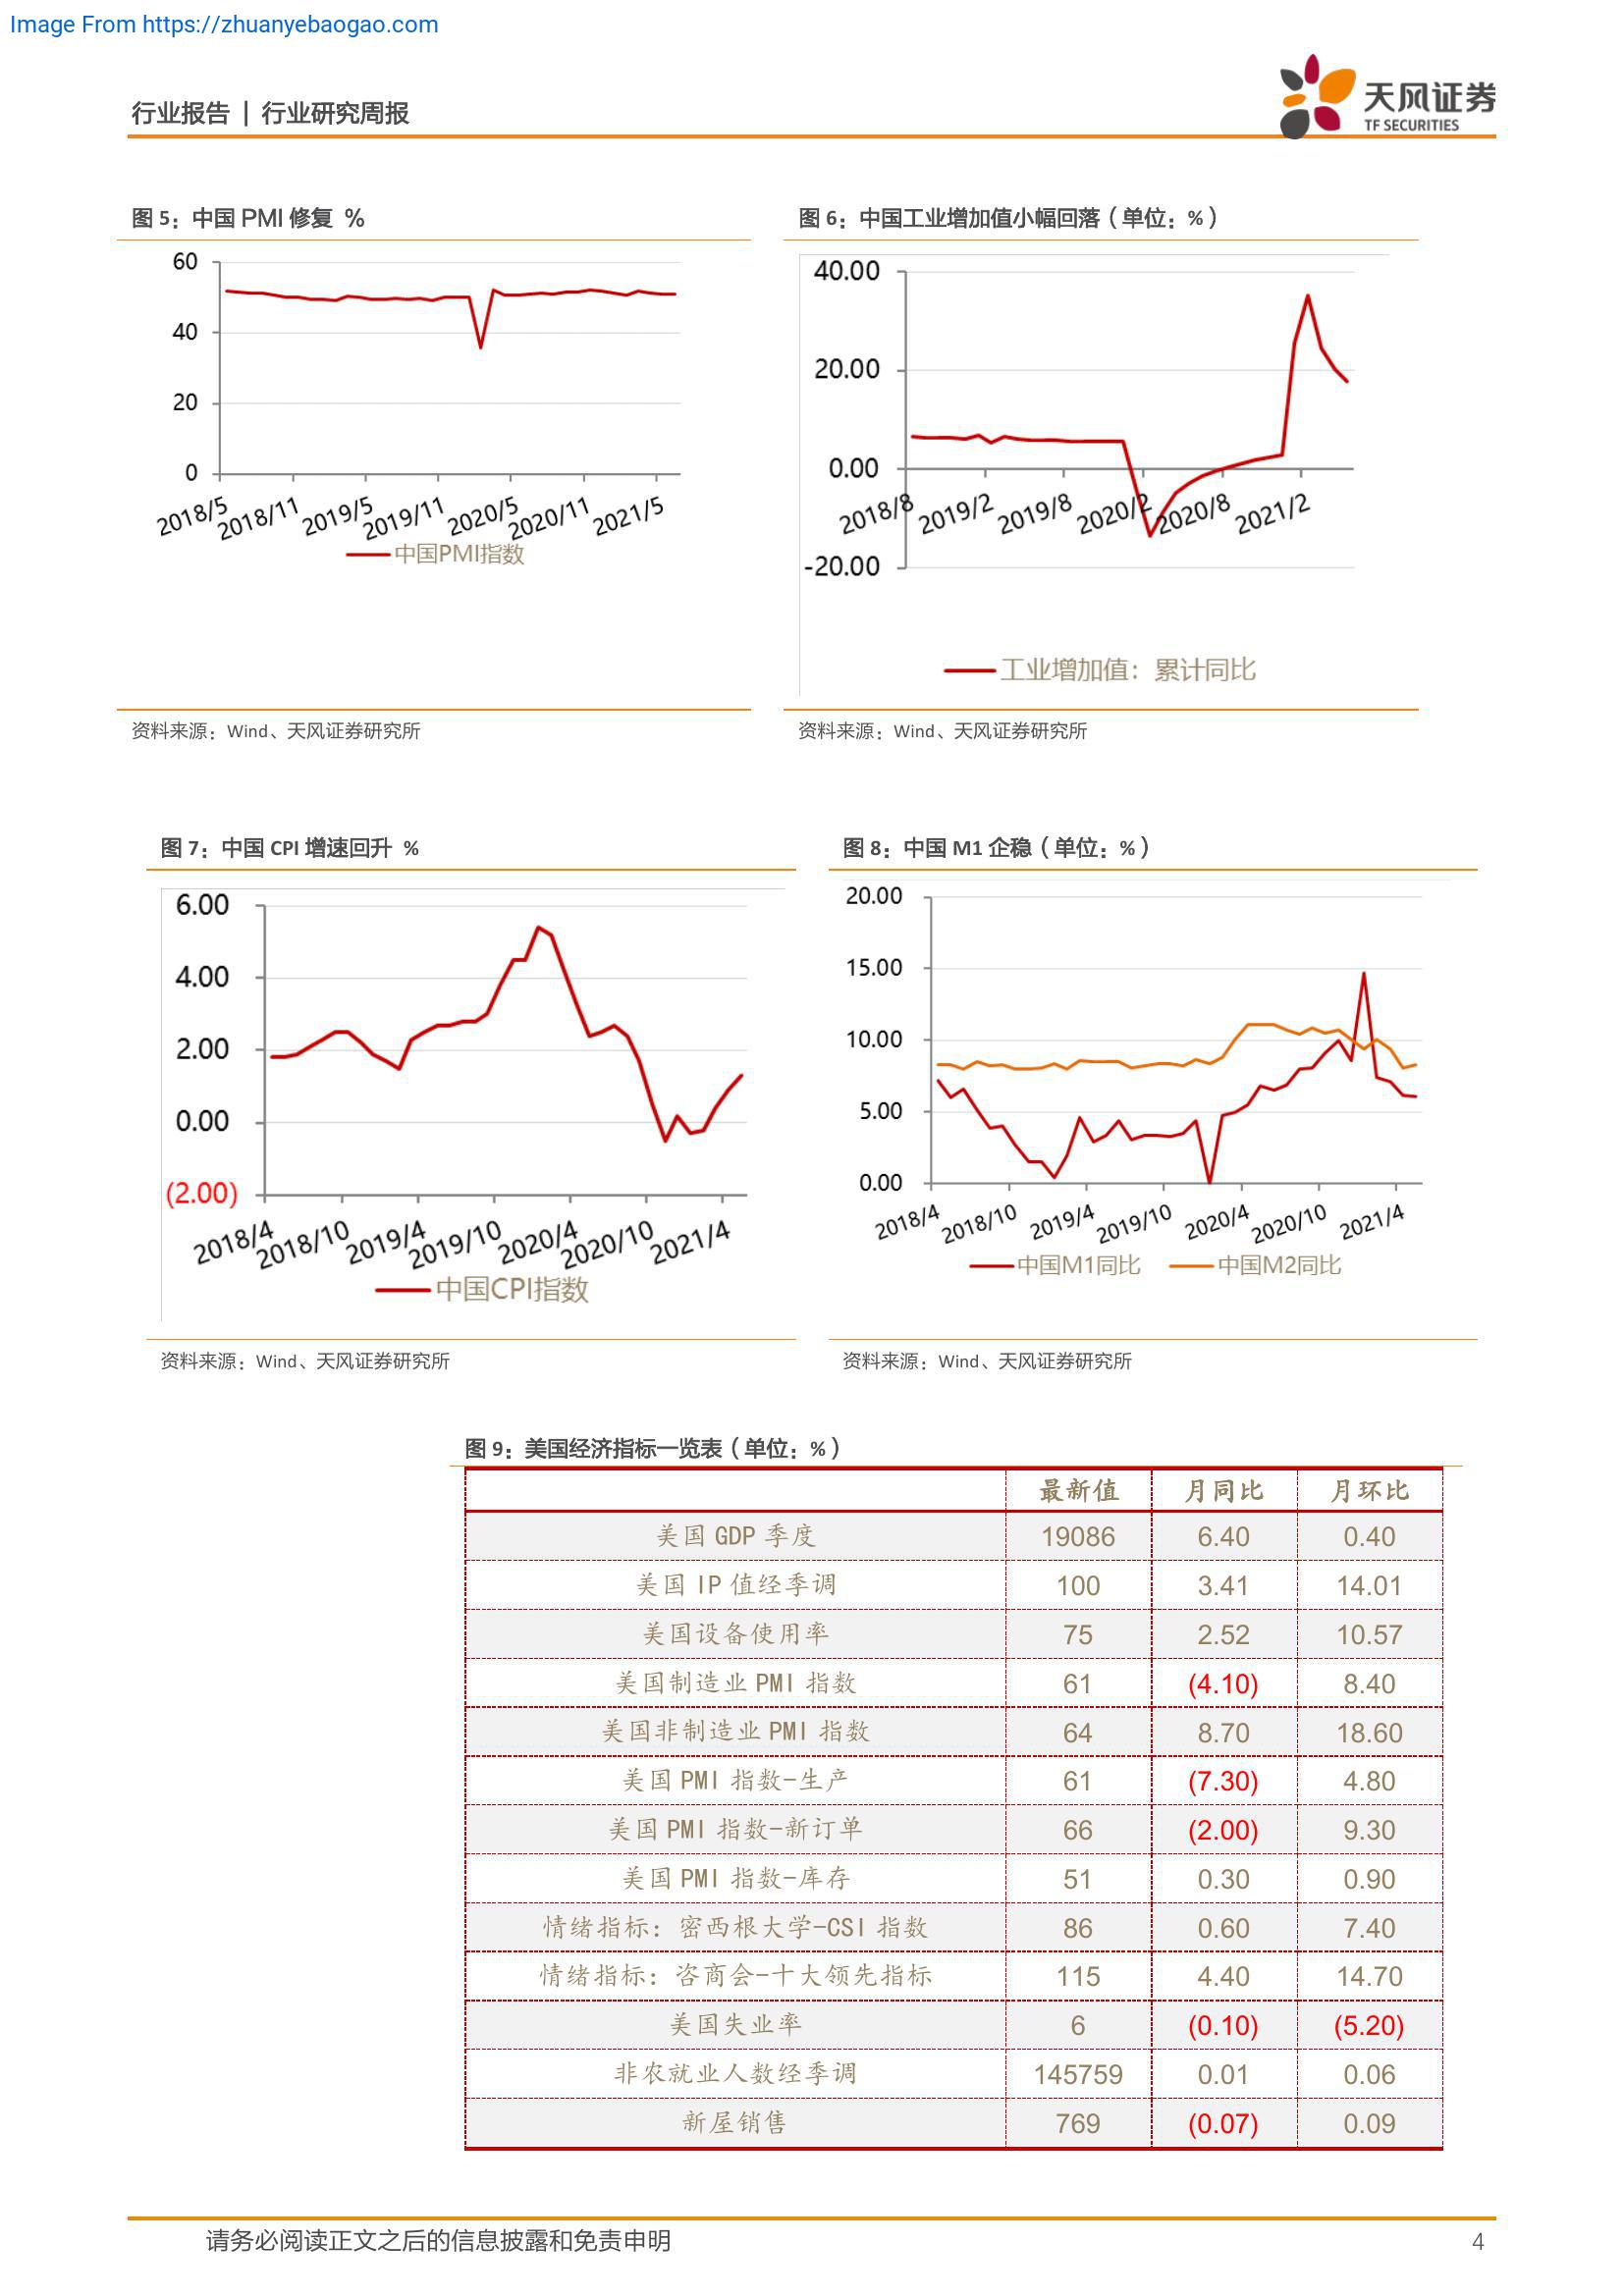 Image From https://zhuanyebaogao.com
行业报告 | 行业研究周报
天风证券
TF SECURITIES
图 5：中国 PMI 修复 %
60
40
20
0
2018/5 2018/11 2019/5 2019/11 2020/5 2020/11 2021/5
中国PMI指数
资料来源：Wind、天风证券研究所
图 6：中国工业增加值小幅回落（单位：%）
40.00
20.00
0.00
-20.00
2018/8 2019/2 2019/8 2020/2 2020/8 2021/2
工业增加值：累计同比
资料来源：Wind、天风证券研究所
图 7：中国 CPI 增速回升 %
6.00
4.00
2.00
0.00
(2.00)
2018/4 2018/10 2019/4 2019/10 2020/4 2020/10 2021/4
中国CPI指数
资料来源：Wind、天风证券研究所
图 8：中国 M1 企稳（单位：%）
20.00
15.00
10.00
5.00
0.00
2018/4 2018/10 2019/4 2019/10 2020/4 2020/10 2021/4
中国M1同比 中国M2同比
资料来源：Wind、天风证券研究所
图 9：美国经济指标一览表（单位：%）
最新值 月同比 月环比
美国 GDP 季度 19086 6.40 0.40
美国 IP 值经季调 100 3.41 14.01
美国设备使用率 75 2.52 10.57
美国制造业 PMI 指数 61 (4.10) 8.40
美国非制造业 PMI 指数 64 8.70 18.60
美国 PMI 指数-生产 61 (7.30) 4.80
美国 PMI 指数-新订单 66 (2.00) 9.30
美国 PMI 指数-库存 51 0.30 0.90
情绪指标：密西根大学-CSI 指数 86 0.60 7.40
情绪指标：咨商会-十大领先指标 115 4.40 14.70
美国失业率 6 (0.10) (5.20)
非农就业人数经季调 145759 0.01 0.06
新屋销售 769 (0.07) 0.09
请务必阅读正文之后的信息披露和免责申明 4